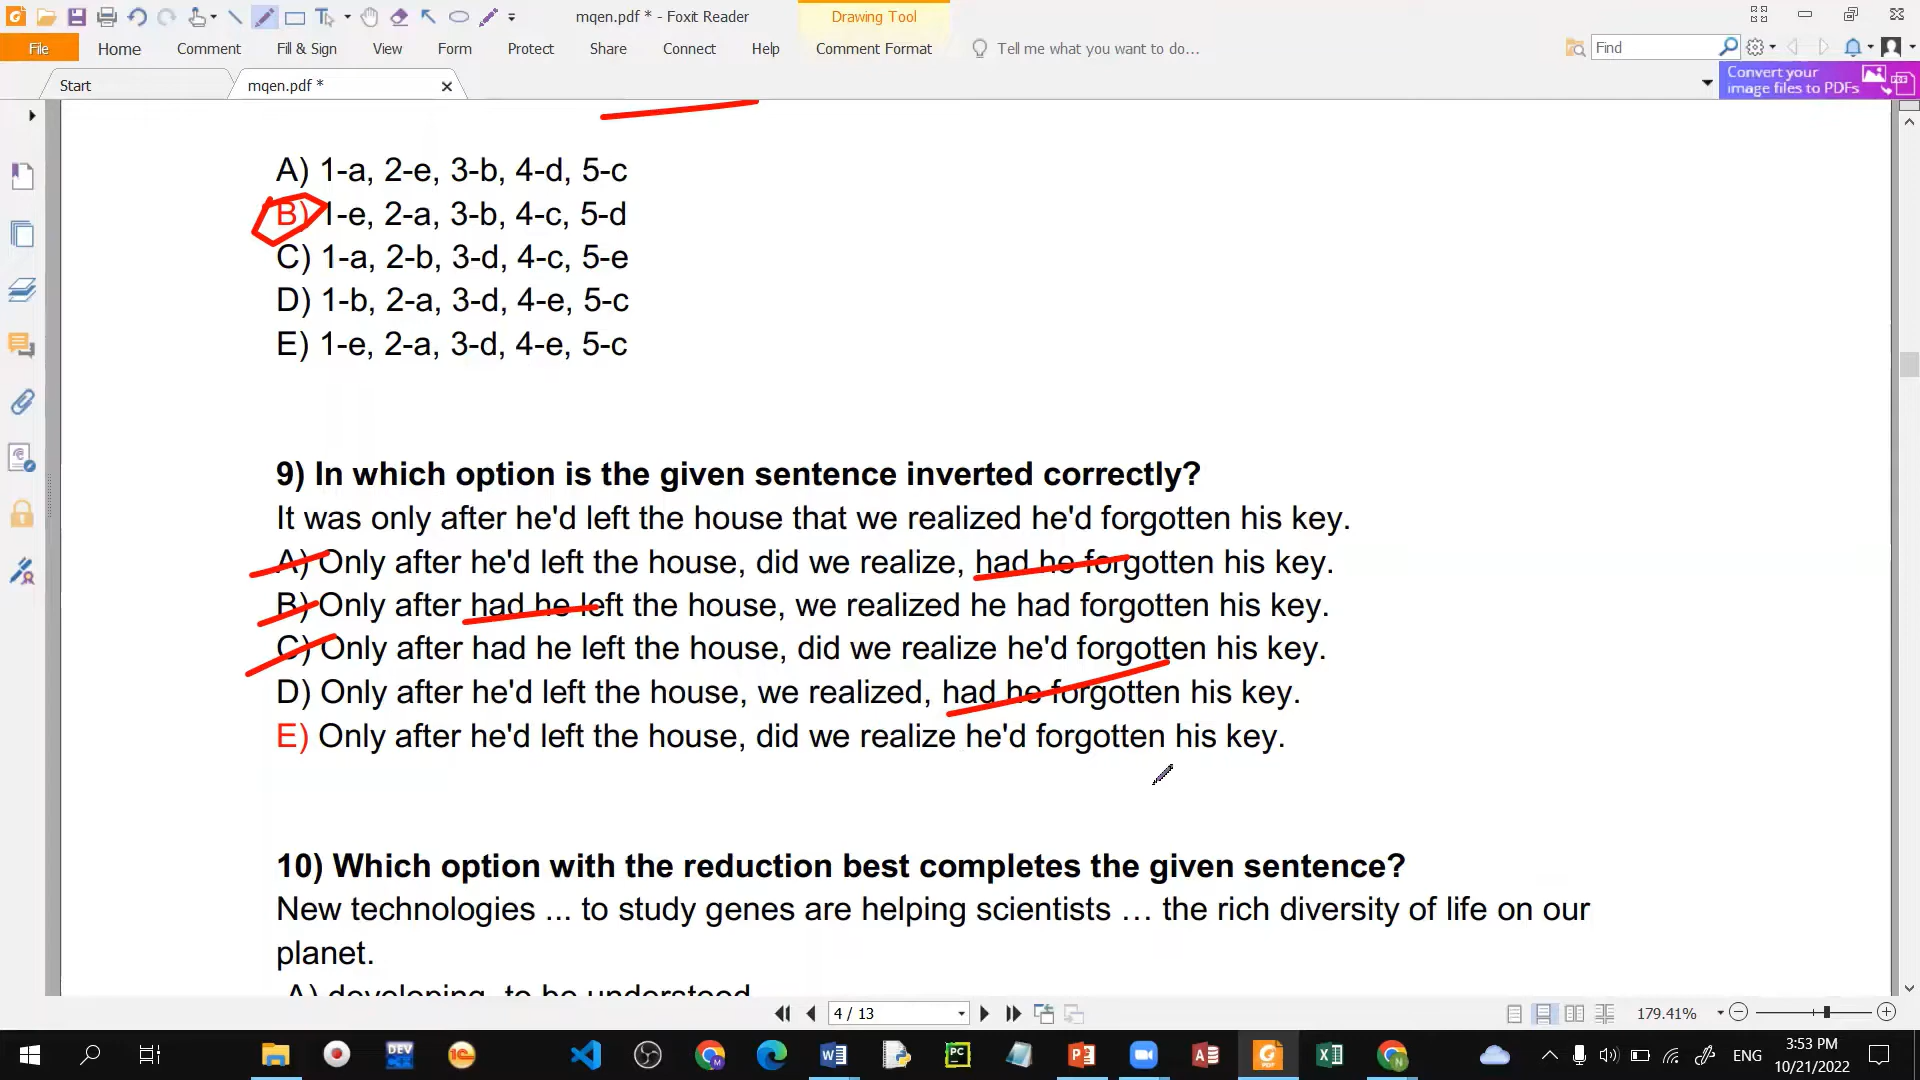 mqen.pdf * - Foxit Reader
Drawing Tool
File
Home
Comment
Fill & Sign
View
Form
Protect
Share
Connect
Help
Comment Format
Tell me what you want to do...
Find
Start
mqen.pdf *
Convert your
image files to PDFs
A) 1-a, 2-e, 3-b, 4-d, 5-c
B) 1-e, 2-a, 3-b, 4-c, 5-d
C) 1-a, 2-b, 3-d, 4-c, 5-e
D) 1-b, 2-a, 3-d, 4-e, 5-c
E) 1-e, 2-a, 3-d, 4-e, 5-c
9) In which option is the given sentence inverted correctly?
It was only after he'd left the house that we realized he'd forgotten his key.
A) Only after he'd left the house, did we realize, had he forgotten his key.
B) Only after had he left the house, we realized he had forgotten his key.
C) Only after had he left the house, did we realize he'd forgotten his key.
D) Only after he'd left the house, we realized, had he forgotten his key.
E) Only after he'd left the house, did we realize he'd forgotten his key.
10) Which option with the reduction best completes the given sentence?
New technologies ... to study genes are helping scientists … the rich diversity of life on our
planet.
A) developing, to be understood
4 / 13
179.41%
ENG
3:53 PM
10/21/2022